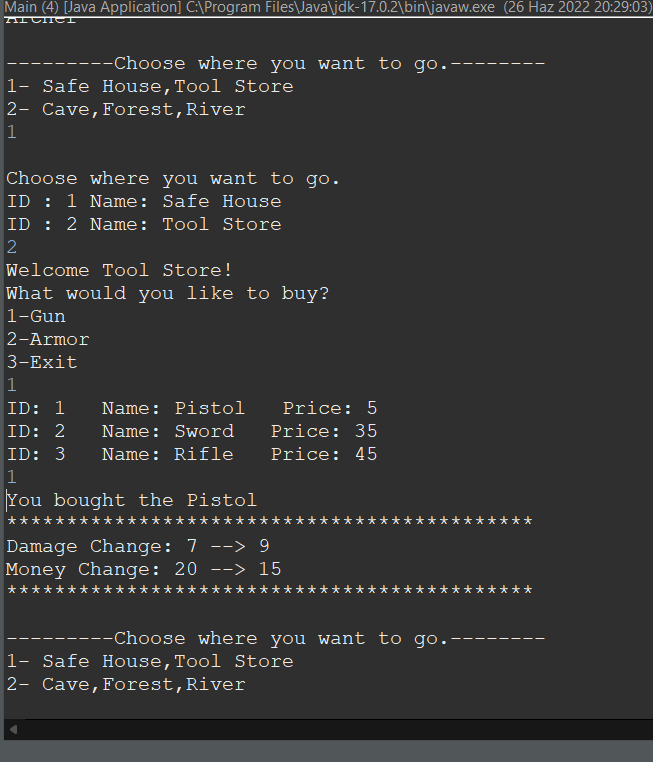 Main (4) [Java Application] C:\Program Files\Java\jdk-17.0.2\bin\javaw.exe (26 Haz 2022 20:29:03)
Archer
---------Choose where you want to go.--------
1- Safe House,Tool Store
2- Cave,Forest,River
1
Choose where you want to go.
ID : 1 Name: Safe House
ID : 2 Name: Tool Store
2
Welcome Tool Store!
What would you like to buy?
1-Gun
2-Armor
3-Exit
1
ID: 1   Name: Pistol   Price: 5
ID: 2   Name: Sword   Price: 35
ID: 3   Name: Rifle   Price: 45
1
You bought the Pistol
********************************************
Damage Change: 7 --> 9
Money Change: 20 --> 15
********************************************
---------Choose where you want to go.--------
1- Safe House,Tool Store
2- Cave,Forest,River